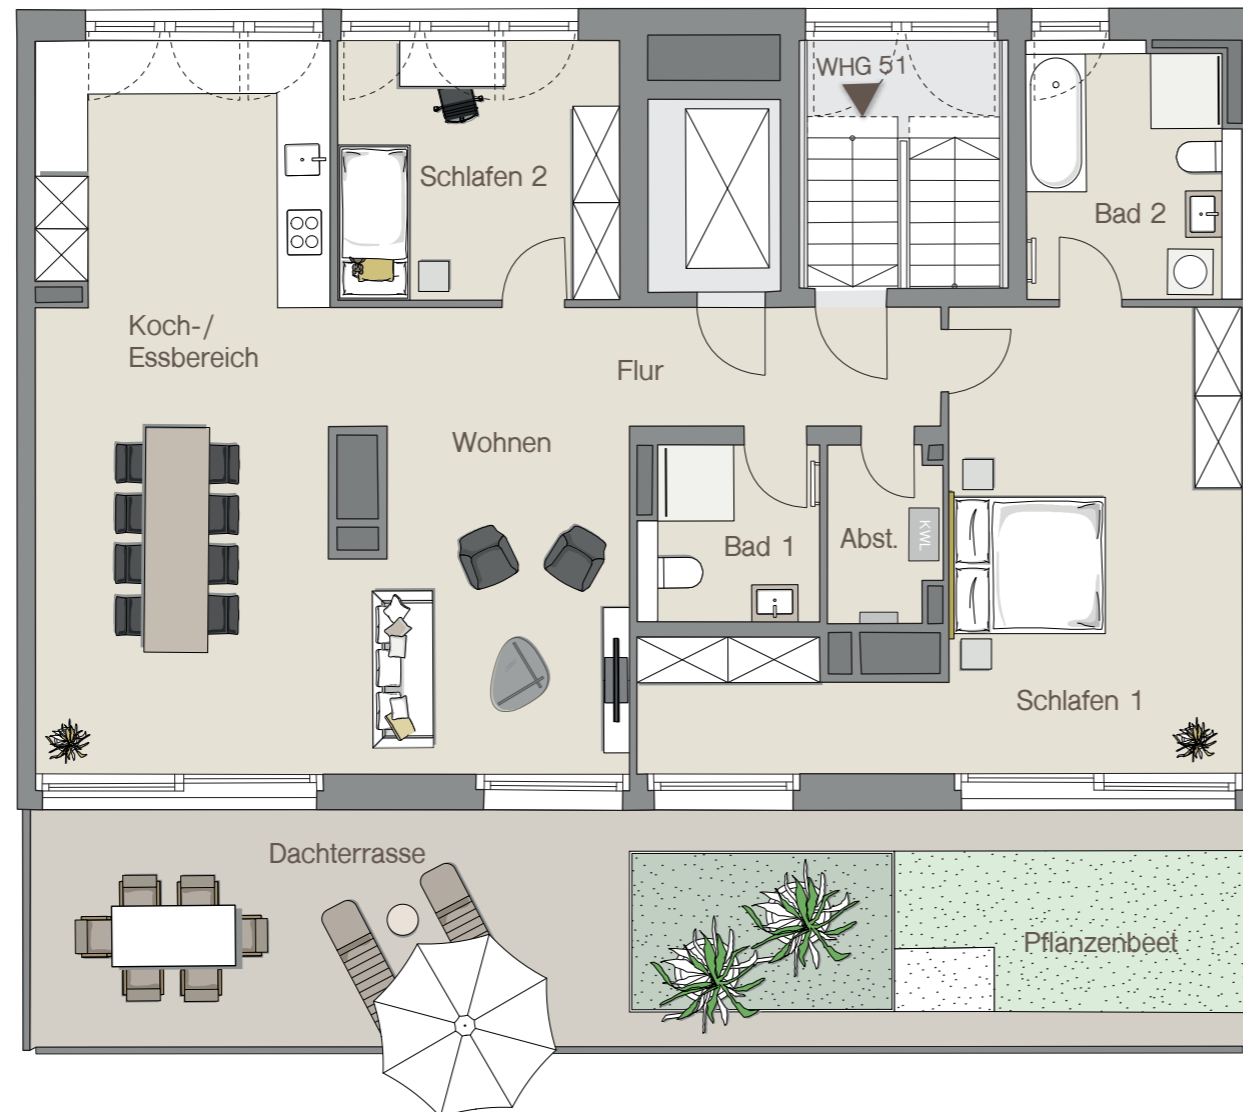 WHG 51
Schlafen 2
Bad 2
Koch-/
Essbereich
Flur
Wohnen
Bad 1
Abst.
KWL
Schlafen 1
Dachterrasse
Pflanzenbeet